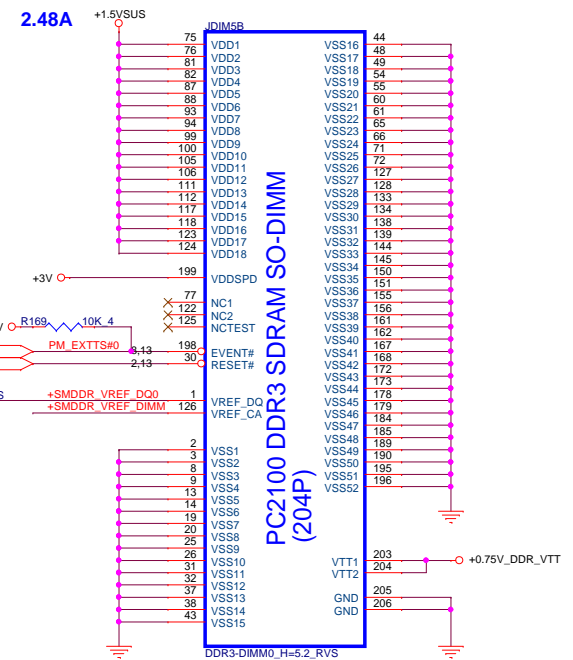 2.48A
+1.5VSUS
JDIM5B
75 VDD1 VSS16 44
76 VDD2 VSS17 48
81 VDD3 VSS18 49
82 VDD4 VSS19 54
87 VDD5 VSS20 55
88 VDD6 VSS21 60
93 VDD7 VSS22 61
94 VDD8 VSS23 65
99 VDD9 VSS24 66
100 VDD10 VSS25 71
105 VDD11 VSS26 72
106 VDD12 VSS27 127
111 VDD13 VSS28 128
112 VDD14 VSS29 133
117 VDD15 VSS30 134
118 VDD16 VSS31 138
123 VDD17 VSS32 139
124 VDD18 VSS33 144
VSS34 145
+3V 199 VDDSPD VSS35 150
VSS36 151
77 NC1 VSS37 155
122 NC2 VSS38 156
125 NCTEST VSS39 161
R169 10K_4 VSS40 162
PM_EXTTS#0 2,13 198 EVENT# VSS41 167
2,13 30 RESET# VSS42 168
VSS43 172
VSS44 173
+SMDDR_VREF_DQ0 1 VREF_DQ VSS45 178
+SMDDR_VREF_DIMM 126 VREF_CA VSS46 179
VSS47 184
VSS48 185
2 VSS1 VSS49 189
3 VSS2 VSS50 190
8 VSS3 VSS51 195
9 VSS4 VSS52 196
13 VSS5
14 VSS6
19 VSS7
20 VSS8
25 VSS9
26 VSS10 VTT1 203 +0.75V_DDR_VTT
31 VSS11 VTT2 204
32 VSS12
37 VSS13 GND 205
38 VSS14 GND 206
43 VSS15
PC2100 DDR3 SDRAM SO-DIMM
(204P)
DDR3-DIMM0_H=5.2_RVS